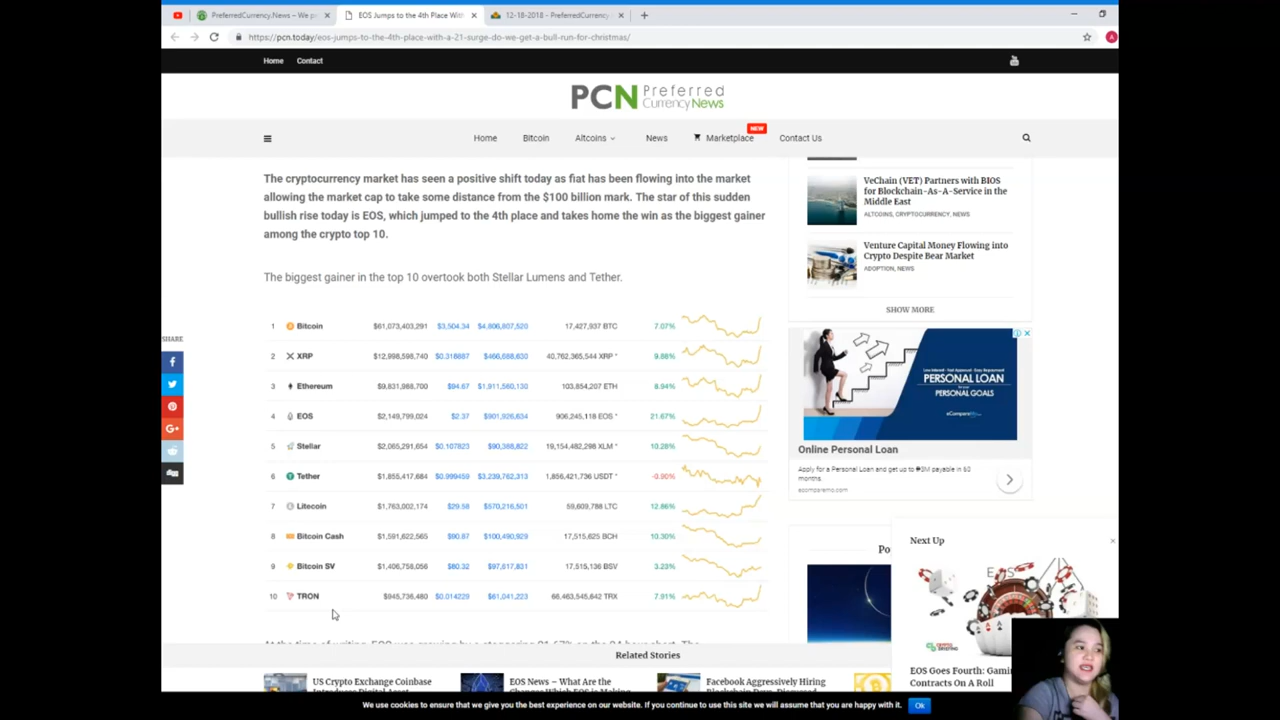 PreferredCurrency.News – We p
EOS Jumps to the 4th Place With
12-18-2018 - PreferredCurrency
https://pcn.today/eos-jumps-to-the-4th-place-with-a-21-surge-do-we-get-a-bull-run-for-christmas/
Home Contact
PCN Preferred
Currency News
NEW
Home Bitcoin Altcoins News Marketplace Contact Us
The cryptocurrency market has seen a positive shift today as fiat has been flowing into the market
allowing the market cap to take some distance from the $100 billion mark. The star of this sudden
bullish rise today is EOS, which jumped to the 4th place and takes home the win as the biggest gainer
among the crypto top 10.
The biggest gainer in the top 10 overtook both Stellar Lumens and Tether.
1 Bitcoin $61,073,403,291 $3,504.34 $4,806,807,520 17,427,937 BTC 7.07%
2 XRP $12,998,598,740 $0.318887 $466,688,630 40,762,365,544 XRP * 9.88%
3 Ethereum $9,831,988,700 $94.67 $1,911,560,130 103,854,207 ETH 8.94%
4 EOS $2,149,799,024 $2.37 $901,926,634 906,245,118 EOS * 21.67%
5 Stellar $2,065,291,654 $0.107823 $90,388,822 19,154,482,298 XLM * 10.28%
6 Tether $1,855,417,684 $0.999459 $3,239,762,313 1,856,421,736 USDT * -0.90%
7 Litecoin $1,763,002,174 $29.58 $570,216,501 59,609,788 LTC 12.86%
8 Bitcoin Cash $1,591,622,565 $90.87 $100,490,929 17,515,625 BCH 10.30%
9 Bitcoin SV $1,406,758,056 $80.32 $97,617,831 17,515,136 BSV 3.23%
10 TRON $945,736,480 $0.014229 $61,041,223 66,463,545,642 TRX 7.91%
SHARE
VeChain (VET) Partners with BIOS
for Blockchain-As-A-Service in the
Middle East
ALTCOINS, CRYPTOCURRENCY, NEWS
Venture Capital Money Flowing into
Crypto Despite Bear Market
ADOPTION, NEWS
SHOW MORE
PERSONAL LOAN
for your
PERSONAL GOALS
Online Personal Loan
Apply for a Personal Loan and get up to ₱3M payable in 60
months.
ecomparemo.com
Po
Next Up
EOS Goes Fourth: Gami
Contracts On A Roll
Related Stories
US Crypto Exchange Coinbase
EOS News – What Are the
Facebook Aggressively Hiring
We use cookies to ensure that we give you the best experience on our website. If you continue to use this site we will assume that you are happy with it. Ok